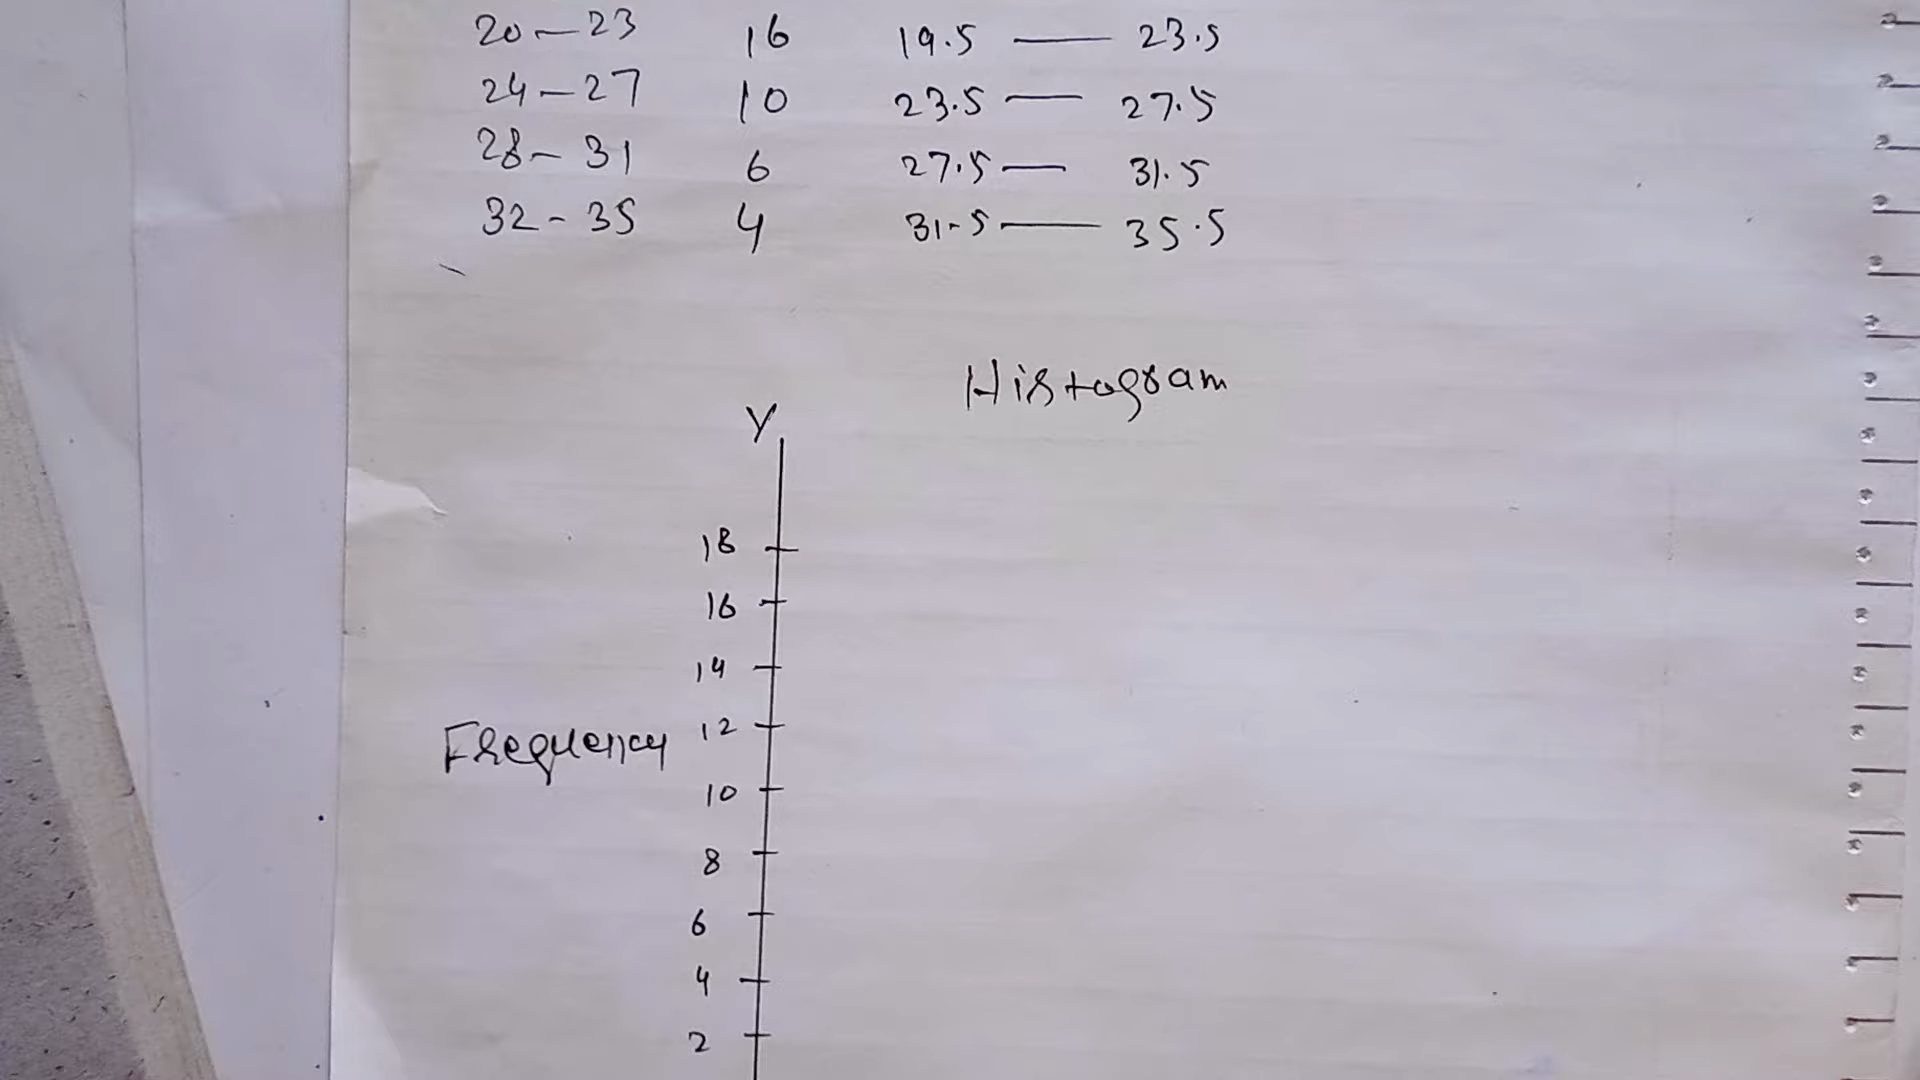 20 — 23 16 19.5 — 23.5
24 — 27 10 23.5 — 27.5
28 - 31 6 27.5 — 31.5
32 - 35 4 31.5 — 35.5
Histogram
Y
18
16
14
12
Frequency
10
8
6
4
2